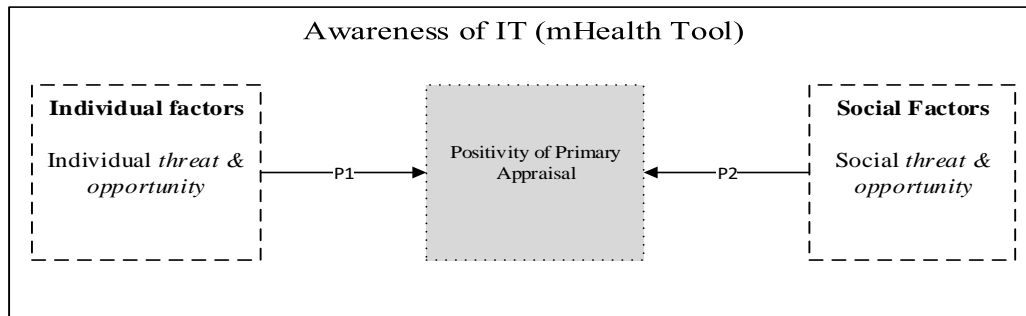 Awareness of IT (mHealth Tool)
Individual factors
Individual threat &
opportunity
P1
Positivity of Primary
Appraisal
P2
Social Factors
Social threat &
opportunity